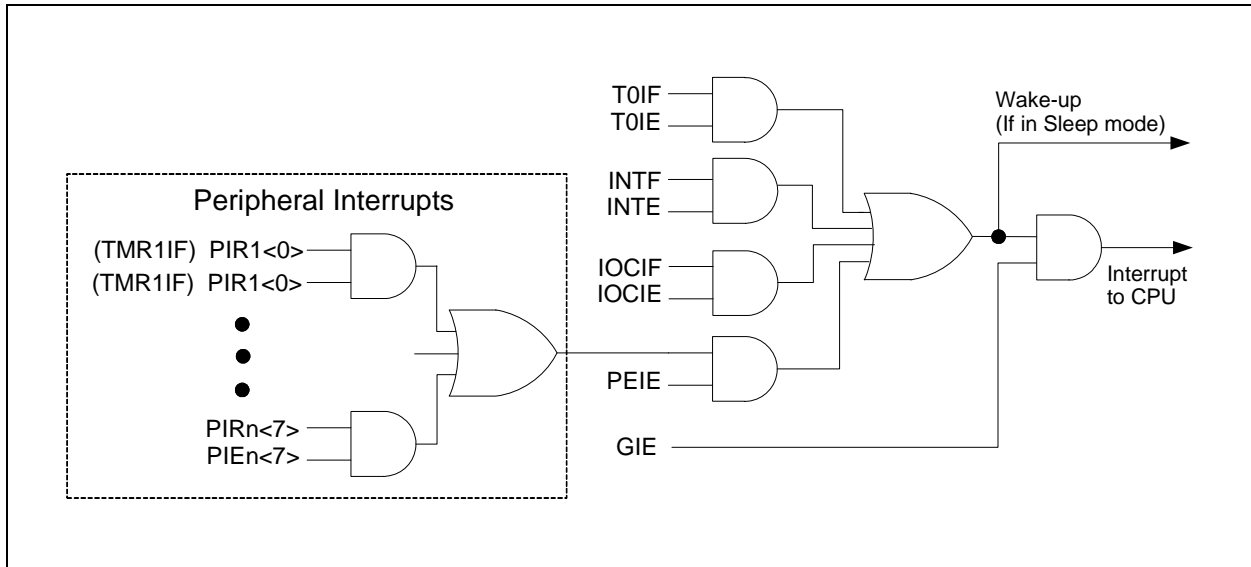 Peripheral Interrupts
(TMR1IF) PIR1<0>
(TMR1IF) PIR1<0>
PIRn<7>
PIEn<7>
T0IF
T0IE
INTF
INTE
IOCIF
IOCIE
PEIE
GIE
Wake-up
(If in Sleep mode)
Interrupt
to CPU